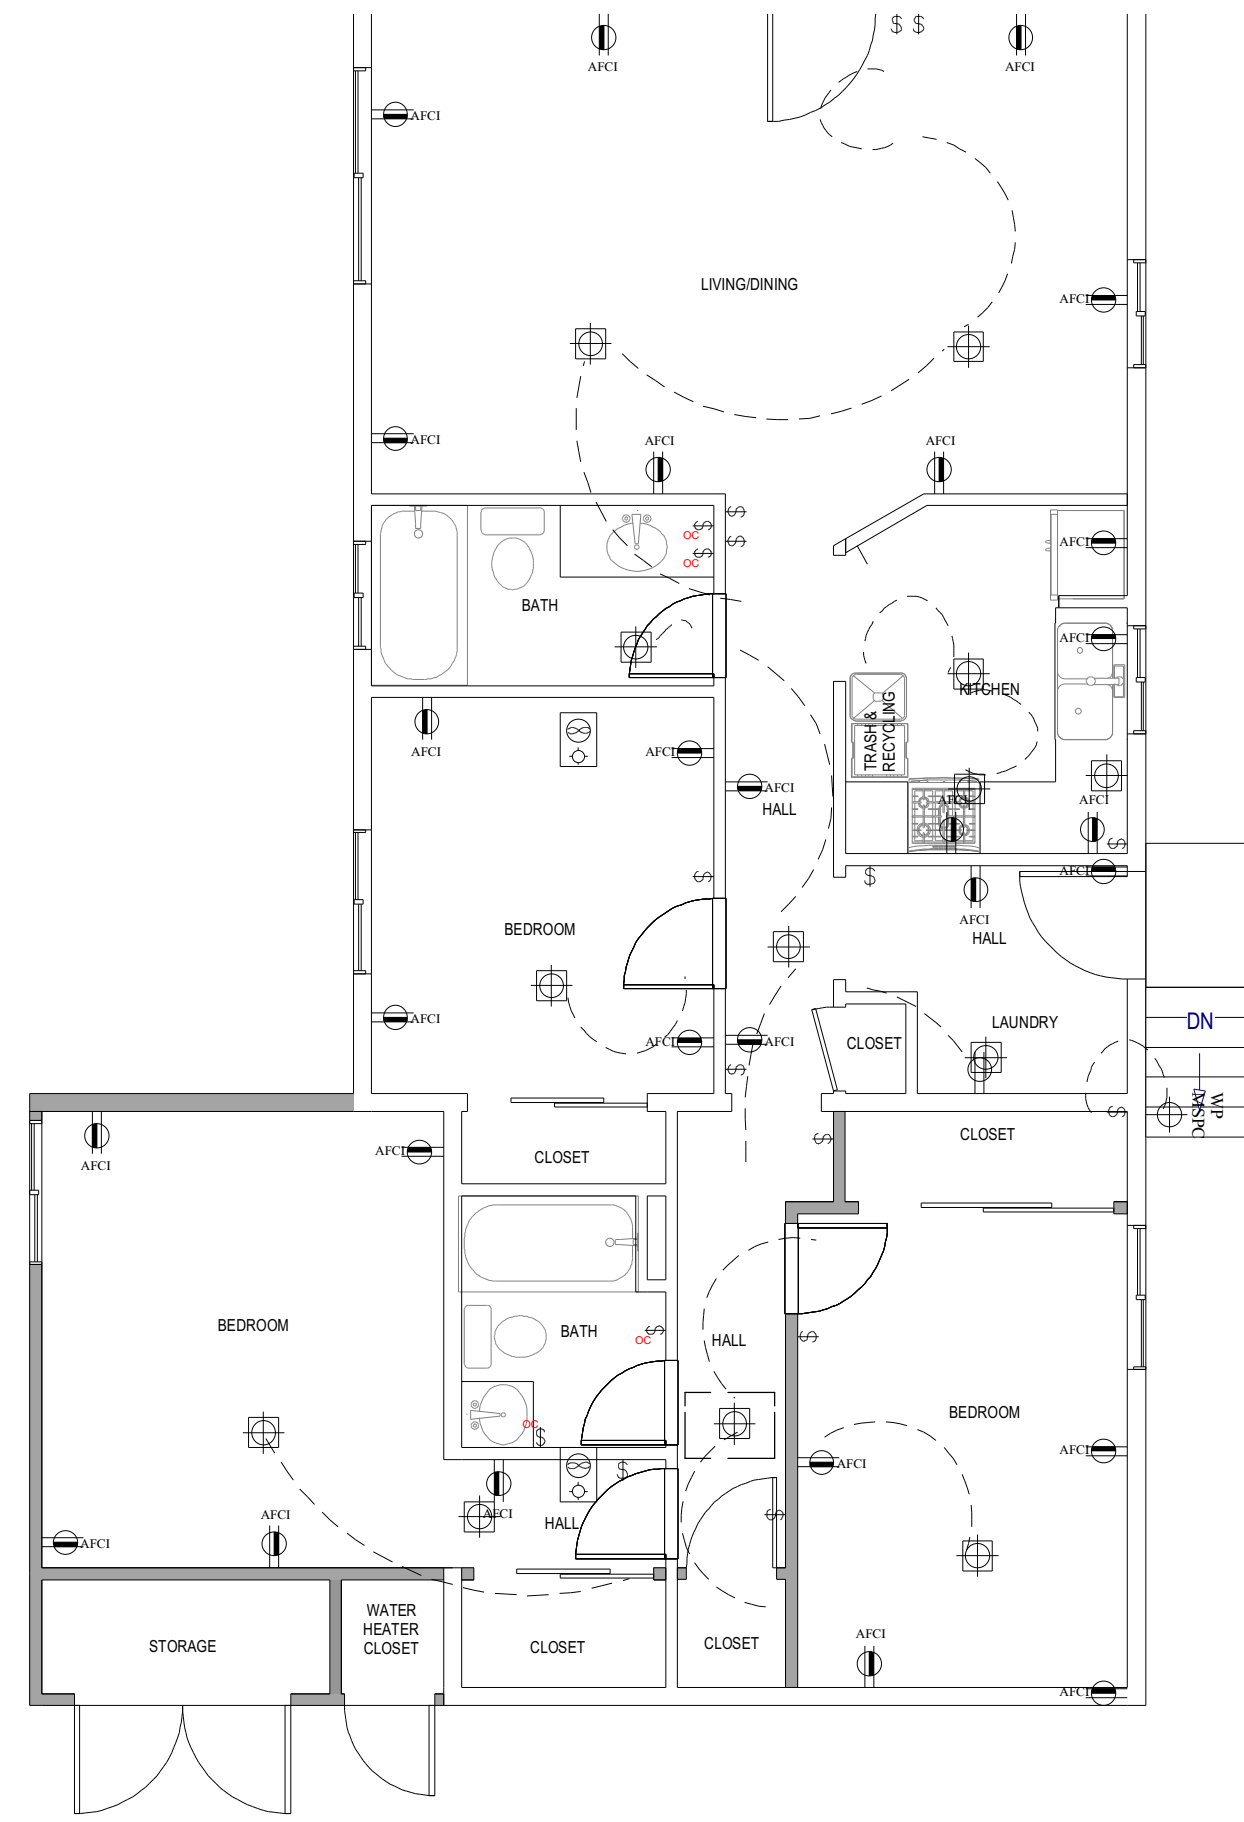 $ $
AFCI
AFCI
AFCI
LIVING/DINING
AFCI
AFCI
AFCI
AFCI
$
$
OC
$
$
OC
AFCI
BATH
AFCI
KITCHEN
TRASH &
RECYCLING
AFCI
AFCI
AFCI
HALL
AFCI
AFCI
$
$
$
AFCI
AFCI
BEDROOM
HALL
AFCI
LAUNDRY
DN
CLOSET
AFCI
AFCI
$
WP
MSPC
$
$
CLOSET
AFCI
AFCI
CLOSET
BEDROOM
BATH
$
OC
HALL
$
BEDROOM
OC
$
AFCI
AFCI
$
AFCI
AFCI
HALL
$
AFCI
WATER
HEATER
CLOSET
STORAGE
CLOSET
CLOSET
AFCI
AFCI